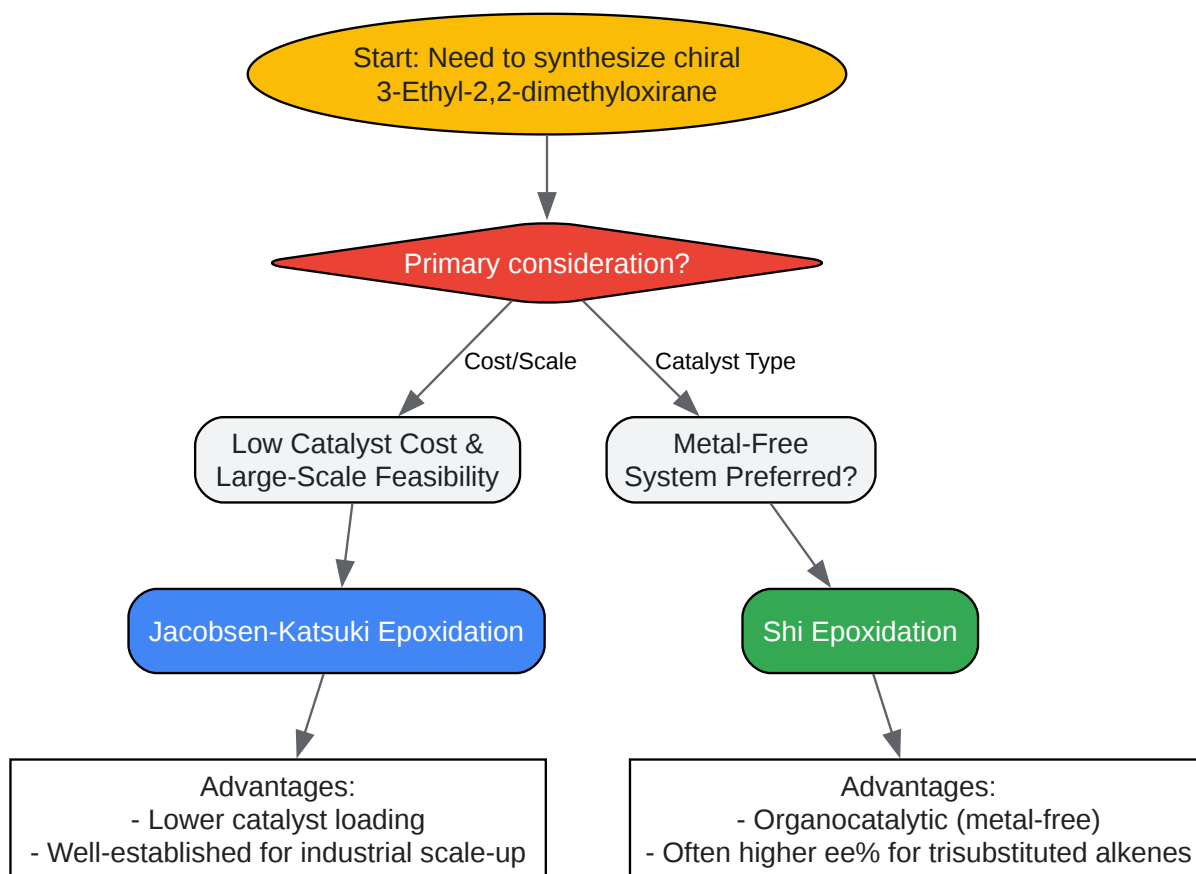 Start: Need to synthesize chiral
3-Ethyl-2,2-dimethyloxirane
Primary consideration?
Cost/Scale
Catalyst Type
Low Catalyst Cost &
Large-Scale Feasibility
Metal-Free
System Preferred?
Jacobsen-Katsuki Epoxidation
Shi Epoxidation
Advantages:
- Lower catalyst loading
- Well-established for industrial scale-up
Advantages:
- Organocatalytic (metal-free)
- Often higher ee% for trisubstituted alkenes